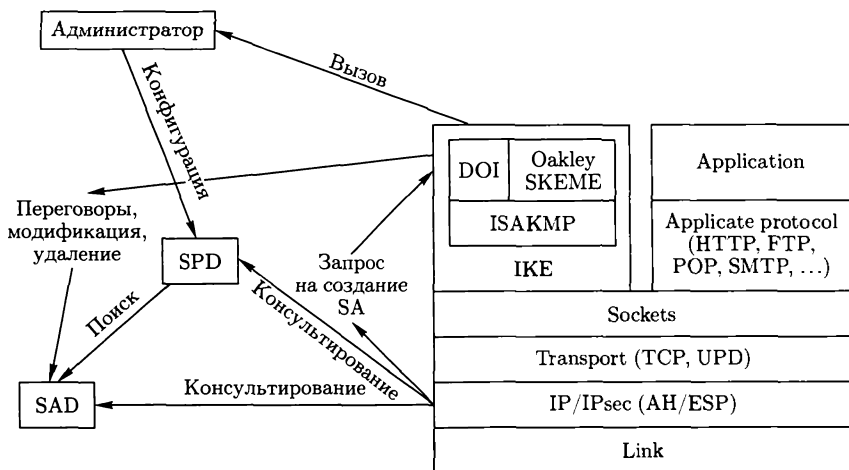 Администратор
Вызов
Конфигурация
DOI
Oakley
SKEME
ISAKMP
IKE
Application
Applicate protocol
(HTTP, FTP,
POP, SMTP, ...)
Переговоры,
модификация,
удаление
SPD
Запрос
на создание
SA
Поиск
Консультирование
Sockets
Transport (TCP, UPD)
SAD
Консультирование
IP/IPsec (AH/ESP)
Link